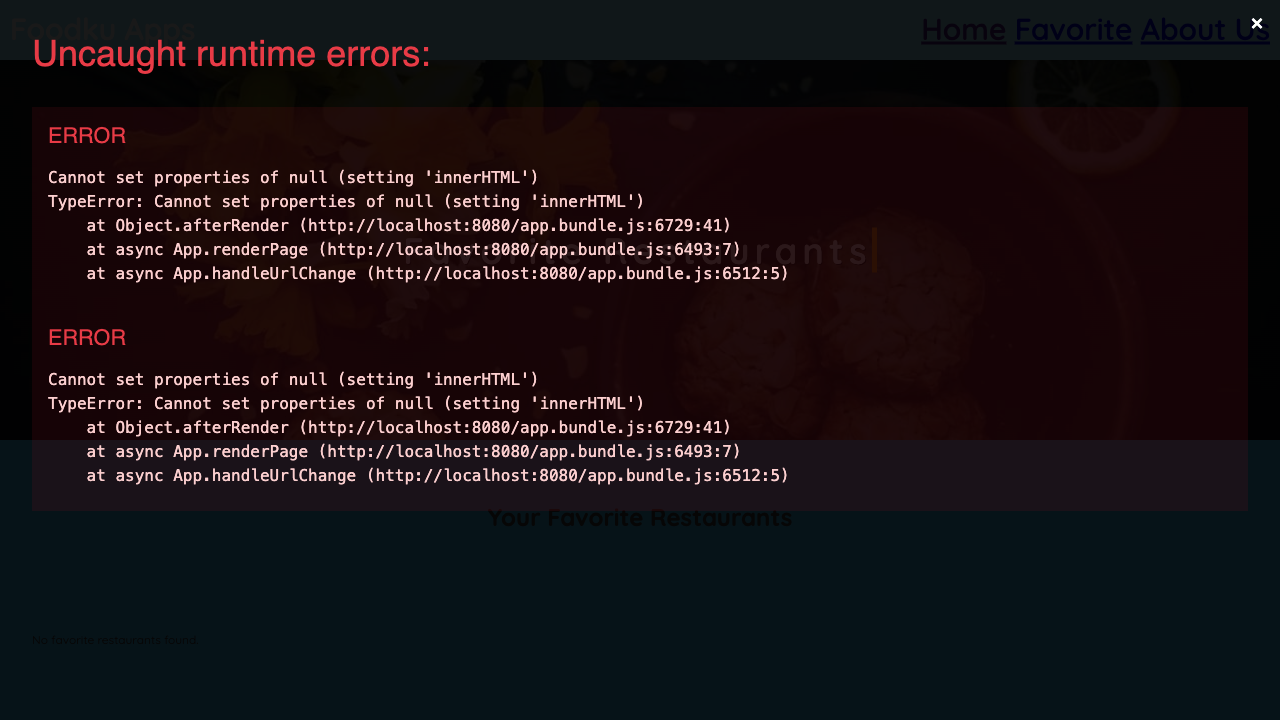 Foodku Apps
Home Favorite About Us
×
Uncaught runtime errors:
ERROR
Cannot set properties of null (setting 'innerHTML')
TypeError: Cannot set properties of null (setting 'innerHTML')
at Object.afterRender (http://localhost:8080/app.bundle.js:6729:41)
at async App.renderPage (http://localhost:8080/app.bundle.js:6493:7)
at async App.handleUrlChange (http://localhost:8080/app.bundle.js:6512:5)
Favorite Restaurants
ERROR
Cannot set properties of null (setting 'innerHTML')
TypeError: Cannot set properties of null (setting 'innerHTML')
at Object.afterRender (http://localhost:8080/app.bundle.js:6729:41)
at async App.renderPage (http://localhost:8080/app.bundle.js:6493:7)
at async App.handleUrlChange (http://localhost:8080/app.bundle.js:6512:5)
Your Favorite Restaurants
No favorite restaurants found.